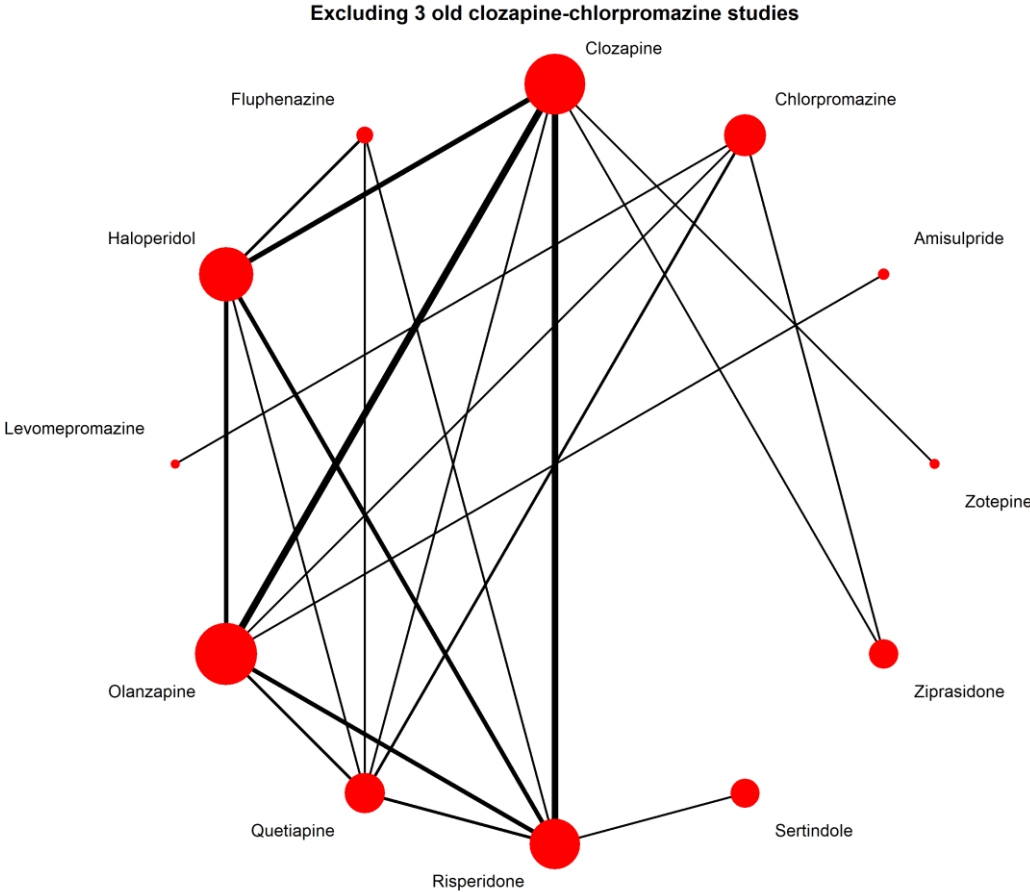 Excluding 3 old clozapine-chlorpromazine studies
Clozapine
Fluphenazine
Chlorpromazine
Haloperidol
Amisulpride
Levomepromazine
Zotepine
Olanzapine
Ziprasidone
Quetiapine
Sertindole
Risperidone